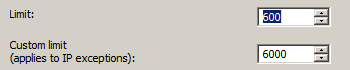 Limit: 600
Custom limit
(applies to IP exceptions): 6000